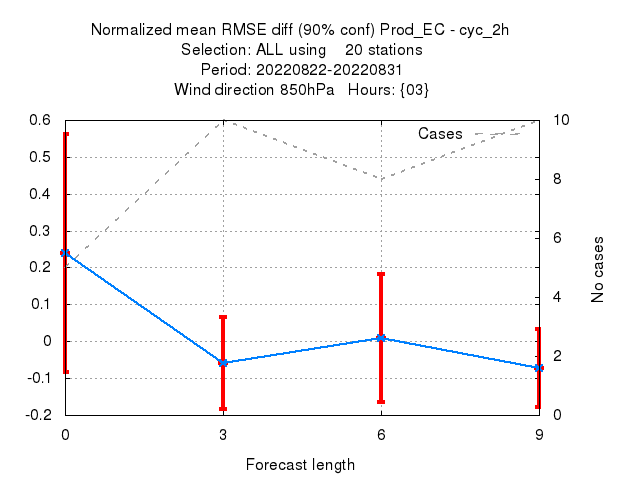 Normalized mean RMSE diff (90% conf) Prod_EC - cyc_2h
Selection: ALL using 20 stations
Period: 20220822-20220831
Wind direction 850hPa Hours: {03}
Cases
0.6
0.5
0.4
0.3
0.2
0.1
0
-0.1
-0.2
10
8
6
4
2
0
No cases
0 3 6 9
Forecast length